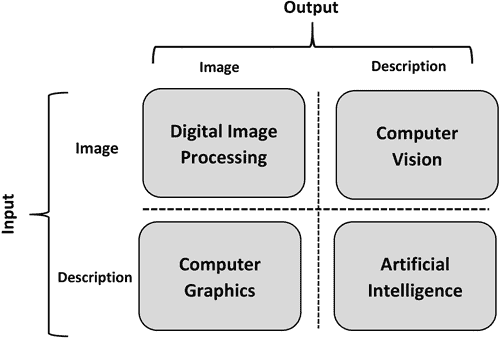 Output
Image
Description
Input
Image
Digital Image
Processing
Computer
Vision
Description
Computer
Graphics
Artificial
Intelligence